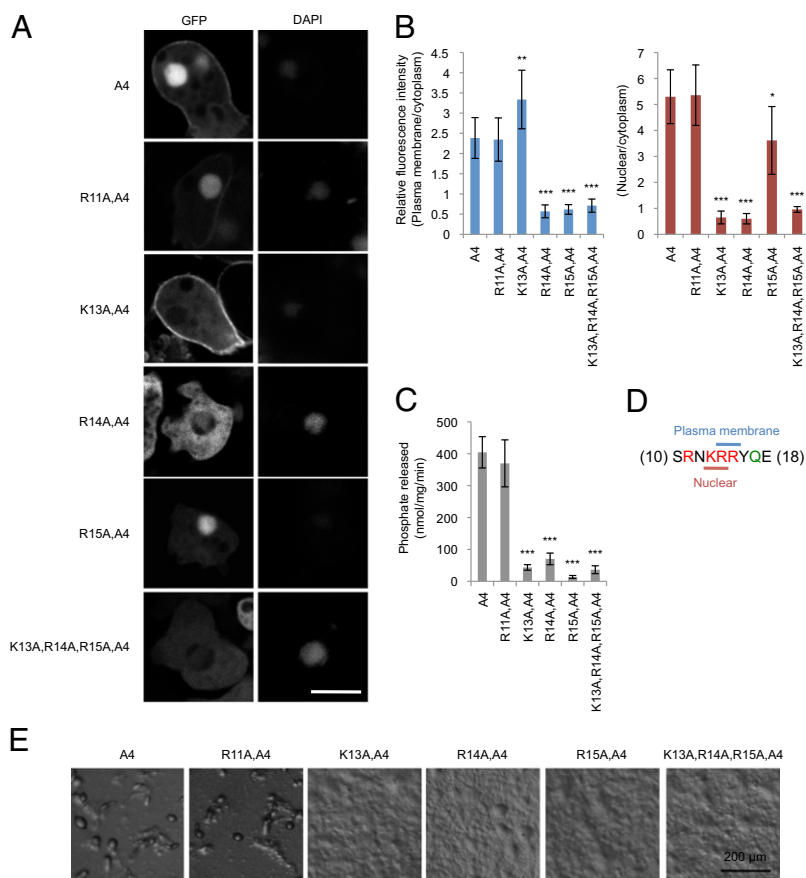 A
GFP
DAPI
A4
R11A,A4
K13A,A4
R14A,A4
R15A,A4
K13A,R14A,R15A,A4
B
Relative fluorescence intensity
(Plasma membrane/cytoplasm)
4.5
4
3.5
3
2.5
2
1.5
1
0.5
0
**
***
***
***
A4
R11A,A4
K13A,A4
R14A,A4
R15A,A4
K13A,R14A,R15A,A4
(Nuclear/cytoplasm)
7
6
5
4
3
2
1
0
***
***
*
***
A4
R11A,A4
K13A,A4
R14A,A4
R15A,A4
K13A,R14A,R15A,A4
C
Phosphate released
(nmol/mg/min)
500
400
300
200
100
0
***
***
***
***
A4
R11A,A4
K13A,A4
R14A,A4
R15A,A4
K13A,R14A,R15A,A4
D
Plasma membrane
(10) SRNKRRYQE (18)
Nuclear
E
A4
R11A,A4
K13A,A4
R14A,A4
R15A,A4
K13A,R14A,R15A,A4
200 µm